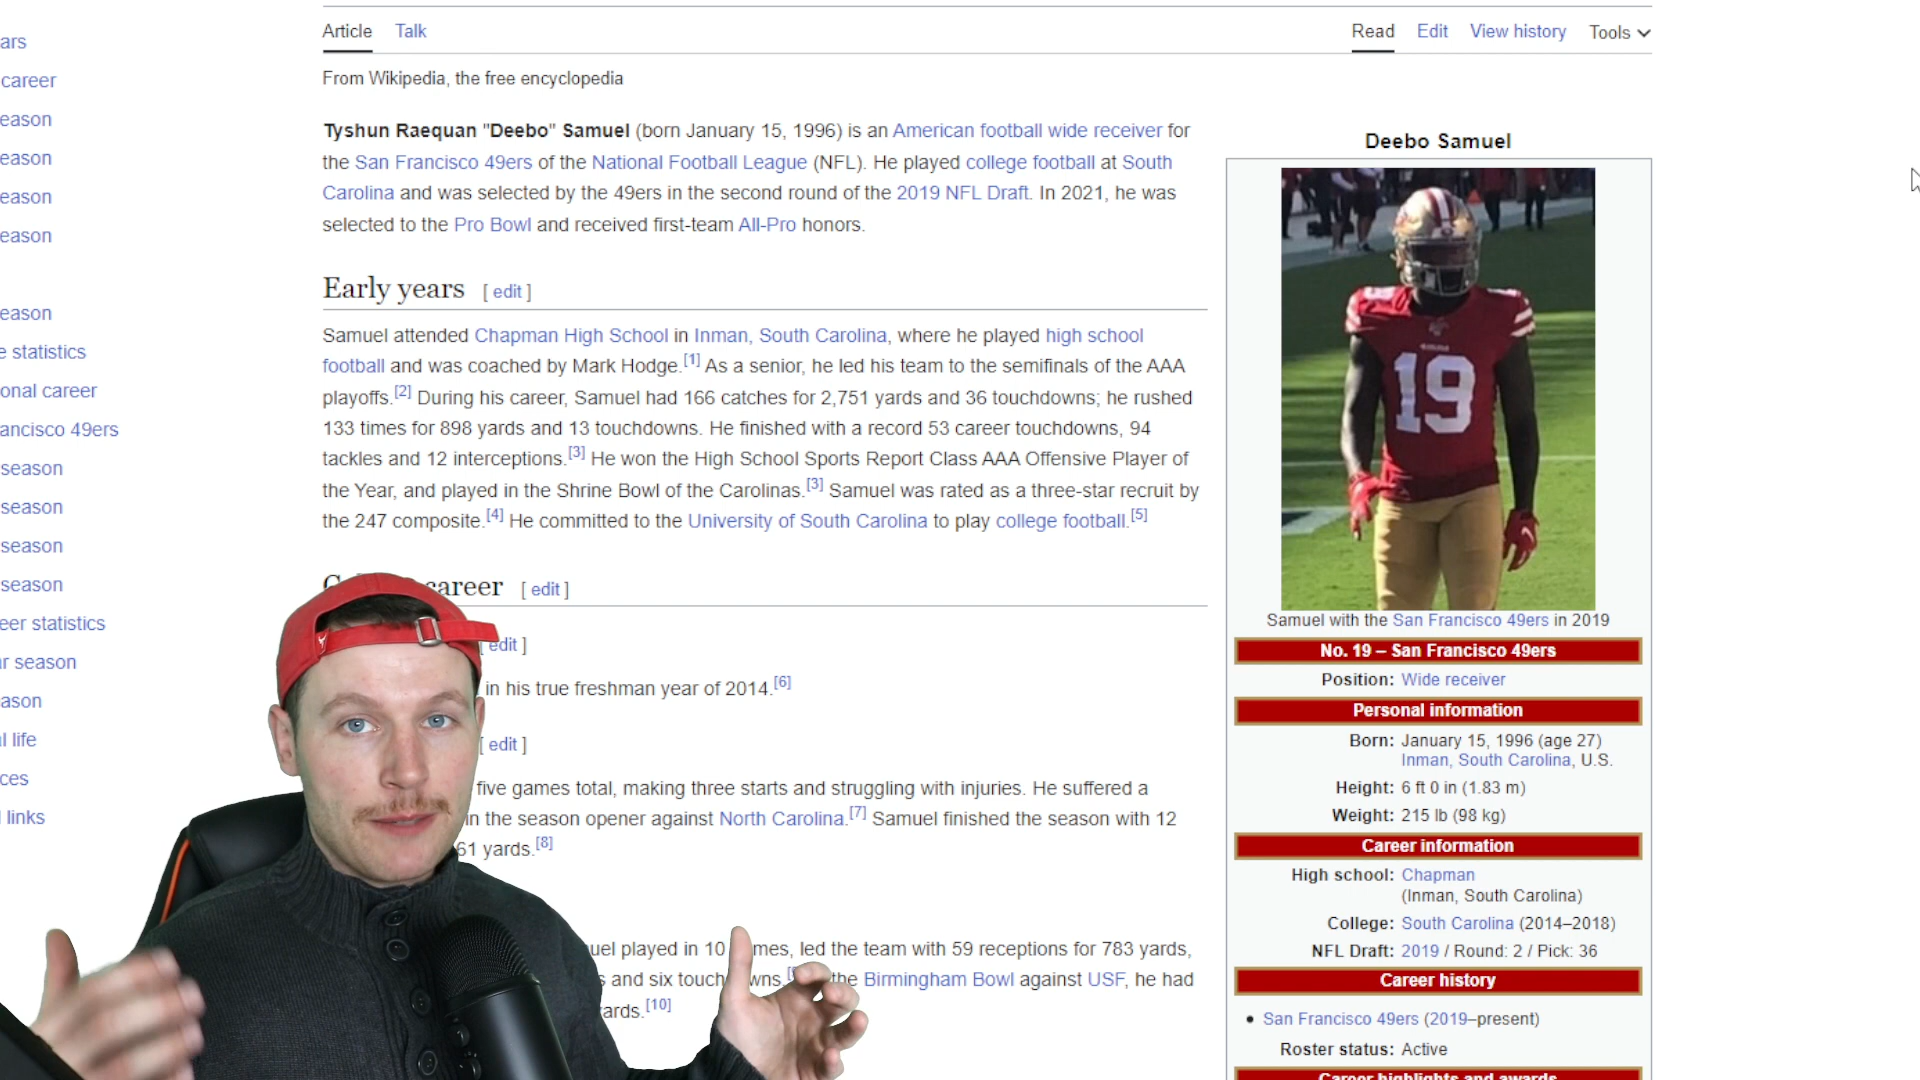 Article Talk Read Edit View history Tools
From Wikipedia, the free encyclopedia
ars
career
eason
eason
eason
eason
eason
e statistics
onal career
ancisco 49ers
season
season
season
season
eer statistics
ar season
ason
l life
ces
l links
Tyshun Raequan "Deebo" Samuel (born January 15, 1996) is an American football wide receiver for
the San Francisco 49ers of the National Football League (NFL). He played college football at South
Carolina and was selected by the 49ers in the second round of the 2019 NFL Draft. In 2021, he was
selected to the Pro Bowl and received first-team All-Pro honors.
Early years [ edit ]
Samuel attended Chapman High School in Inman, South Carolina, where he played high school
football and was coached by Mark Hodge.[1] As a senior, he led his team to the semifinals of the AAA
playoffs.[2] During his career, Samuel had 166 catches for 2,751 yards and 36 touchdowns; he rushed
133 times for 898 yards and 13 touchdowns. He finished with a record 53 career touchdowns, 94
tackles and 12 interceptions.[3] He won the High School Sports Report Class AAA Offensive Player of
the Year, and played in the Shrine Bowl of the Carolinas.[3] Samuel was rated as a three-star recruit by
the 247 composite.[4] He committed to the University of South Carolina to play college football.[5]
career [ edit ]
[ edit ]
in his true freshman year of 2014.[6]
[ edit ]
five games total, making three starts and struggling with injuries. He suffered a
in the season opener against North Carolina.[7] Samuel finished the season with 12
61 yards.[8]
uel played in 10 mes, led the team with 59 receptions for 783 yards,
s and six touch wns. the Birmingham Bowl against USF, he had
ards.[10]
Deebo Samuel
19
Samuel with the San Francisco 49ers in 2019
No. 19 – San Francisco 49ers
Position: Wide receiver
Personal information
Born: January 15, 1996 (age 27)
Inman, South Carolina, U.S.
Height: 6 ft 0 in (1.83 m)
Weight: 215 lb (98 kg)
Career information
High school: Chapman
(Inman, South Carolina)
College: South Carolina (2014–2018)
NFL Draft: 2019 / Round: 2 / Pick: 36
Career history
• San Francisco 49ers (2019–present)
Roster status: Active
Career highlights and awards